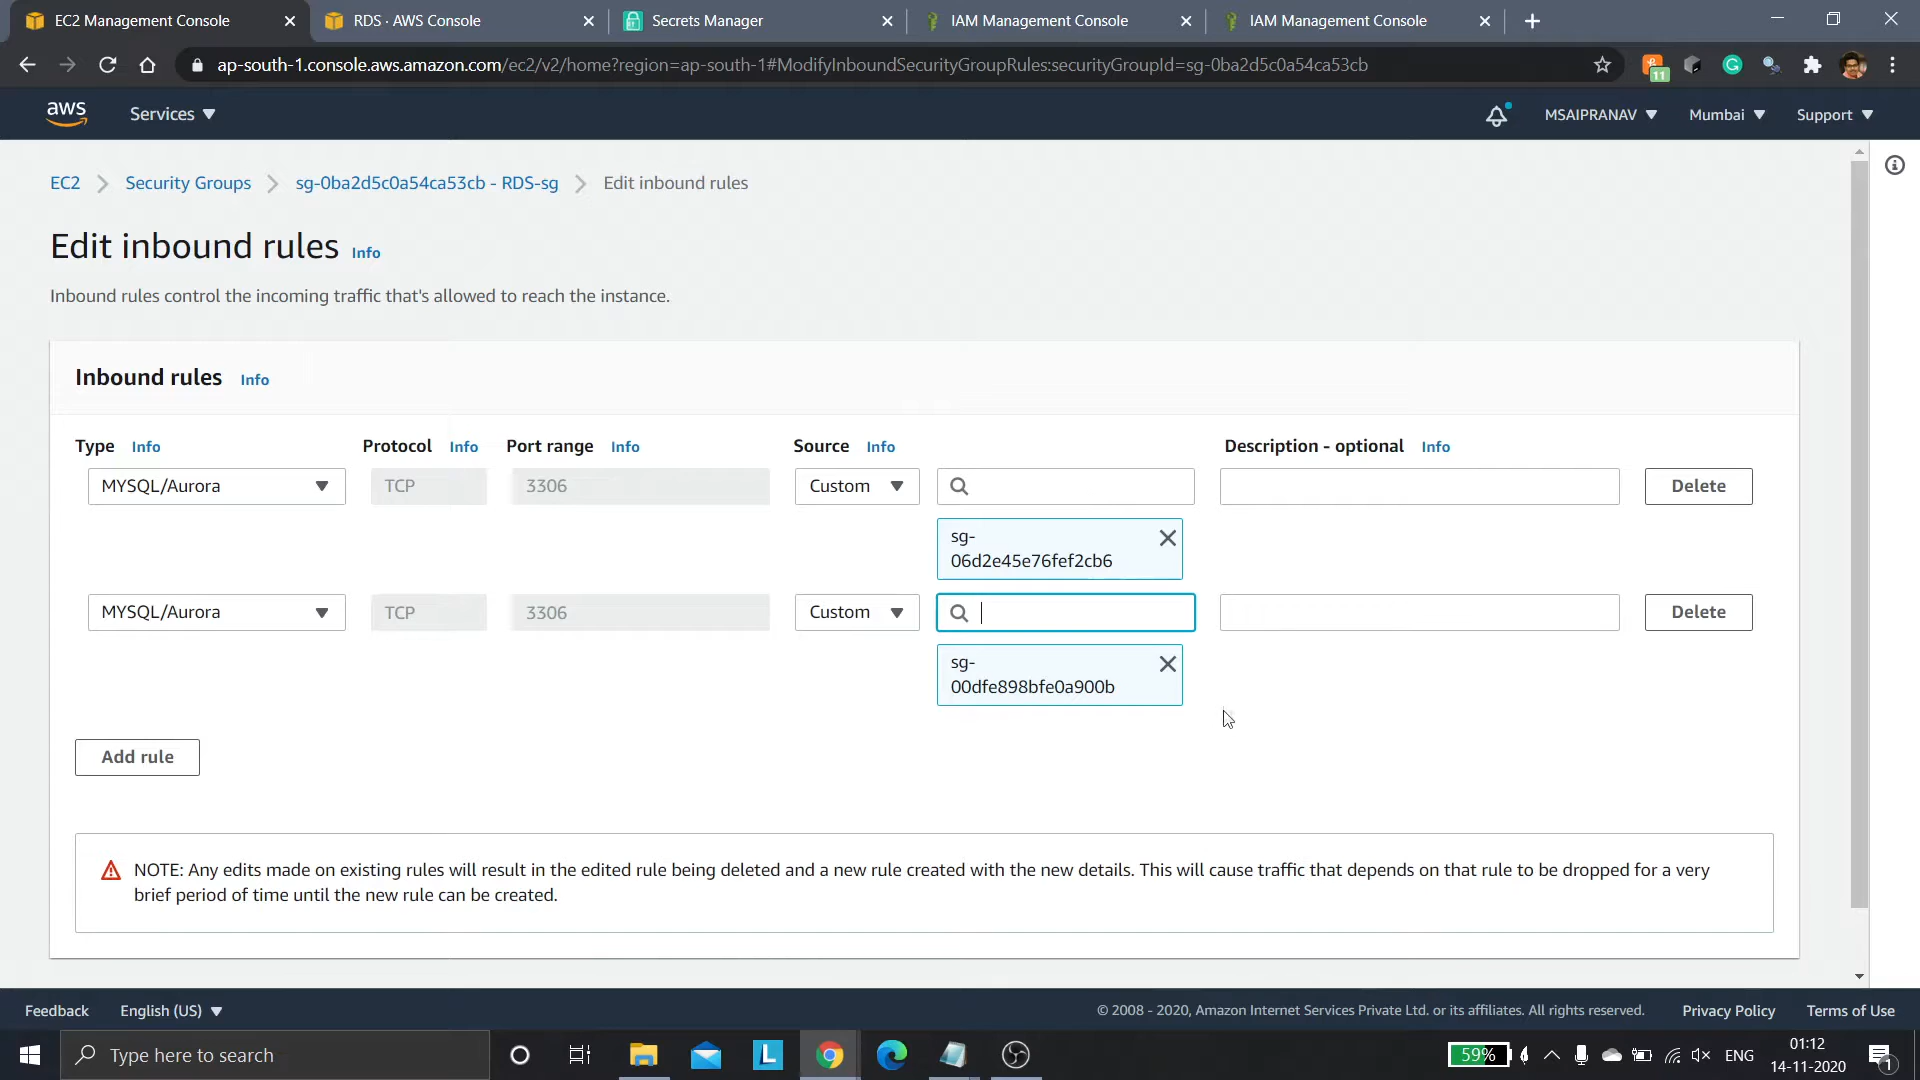 EC2 Management Console
RDS · AWS Console
Secrets Manager
IAM Management Console
IAM Management Console
ap-south-1.console.aws.amazon.com/ec2/v2/home?region=ap-south-1#ModifyInboundSecurityGroupRules:securityGroupId=sg-0ba2d5c0a54ca53cb
11
aws
Services
MSAIPRANAV
Mumbai
Support
EC2
Security Groups
sg-0ba2d5c0a54ca53cb - RDS-sg
Edit inbound rules
Edit inbound rules Info
Inbound rules control the incoming traffic that's allowed to reach the instance.
Inbound rules Info
Type Info
Protocol Info
Port range Info
Source Info
Description - optional Info
MYSQL/Aurora
TCP
3306
Custom
Delete
sg-
06d2e45e76fef2cb6
MYSQL/Aurora
TCP
3306
Custom
Delete
sg-
00dfe898bfe0a900b
Add rule
NOTE: Any edits made on existing rules will result in the edited rule being deleted and a new rule created with the new details. This will cause traffic that depends on that rule to be dropped for a very
brief period of time until the new rule can be created.
Feedback
English (US)
© 2008 - 2020, Amazon Internet Services Private Ltd. or its affiliates. All rights reserved.
Privacy Policy
Terms of Use
Type here to search
L
59%
ENG
01:12
14-11-2020
1